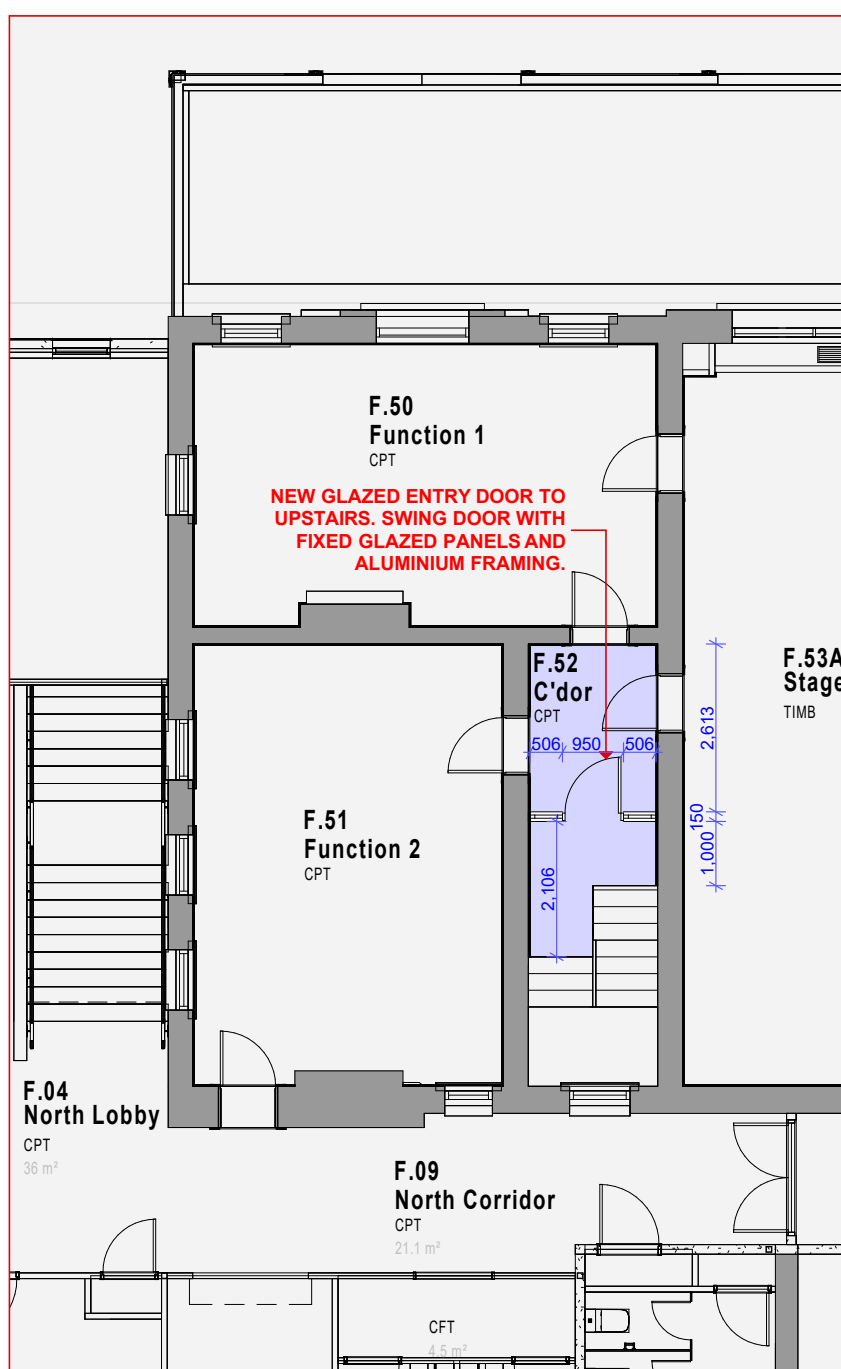 F.50
Function 1
CPT
NEW GLAZED ENTRY DOOR TO
UPSTAIRS. SWING DOOR WITH
FIXED GLAZED PANELS AND
ALUMINIUM FRAMING.
F.52
C'dor
CPT
506 950 506
2,613
150
1,000
2,106
F.53A
Stage
TIMB
F.51
Function 2
CPT
F.04
North Lobby
CPT
36 m²
F.09
North Corridor
CPT
21.1 m²
CFT
4.5 m²